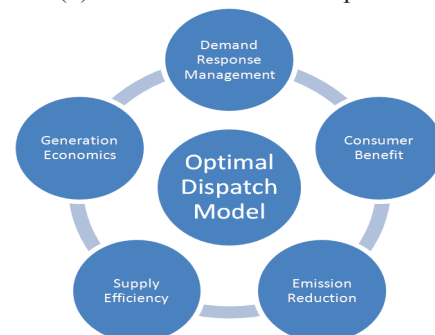 Demand
Response
Management
Generation
Economics
Consumer
Benefit
Optimal
Dispatch
Model
Supply
Efficiency
Emission
Reduction